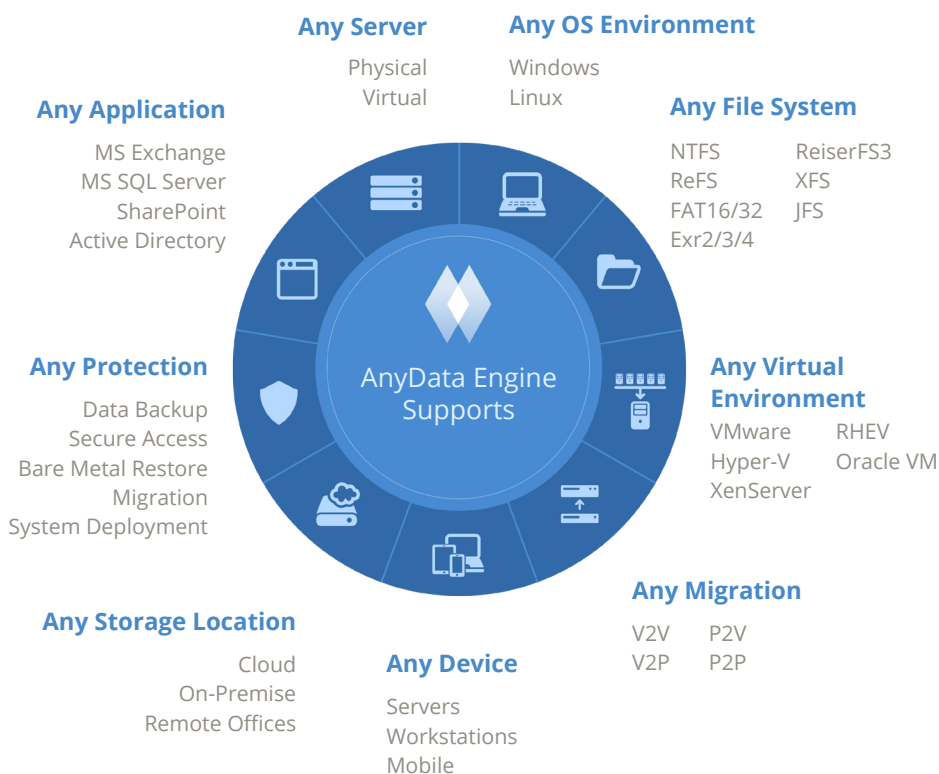 Any Server
Physical
Virtual
Any OS Environment
Windows
Linux
Any Application
MS Exchange
MS SQL Server
SharePoint
Active Directory
Any File System
NTFS ReiserFS3
ReFS XFS
FAT16/32 JFS
Exr2/3/4
AnyData Engine
Supports
Any Protection
Data Backup
Secure Access
Bare Metal Restore
Migration
System Deployment
Any Virtual
Environment
VMware RHEV
Hyper-V Oracle VM
XenServer
Any Migration
V2V P2V
V2P P2P
Any Storage Location
Cloud
On-Premise
Remote Offices
Any Device
Servers
Workstations
Mobile